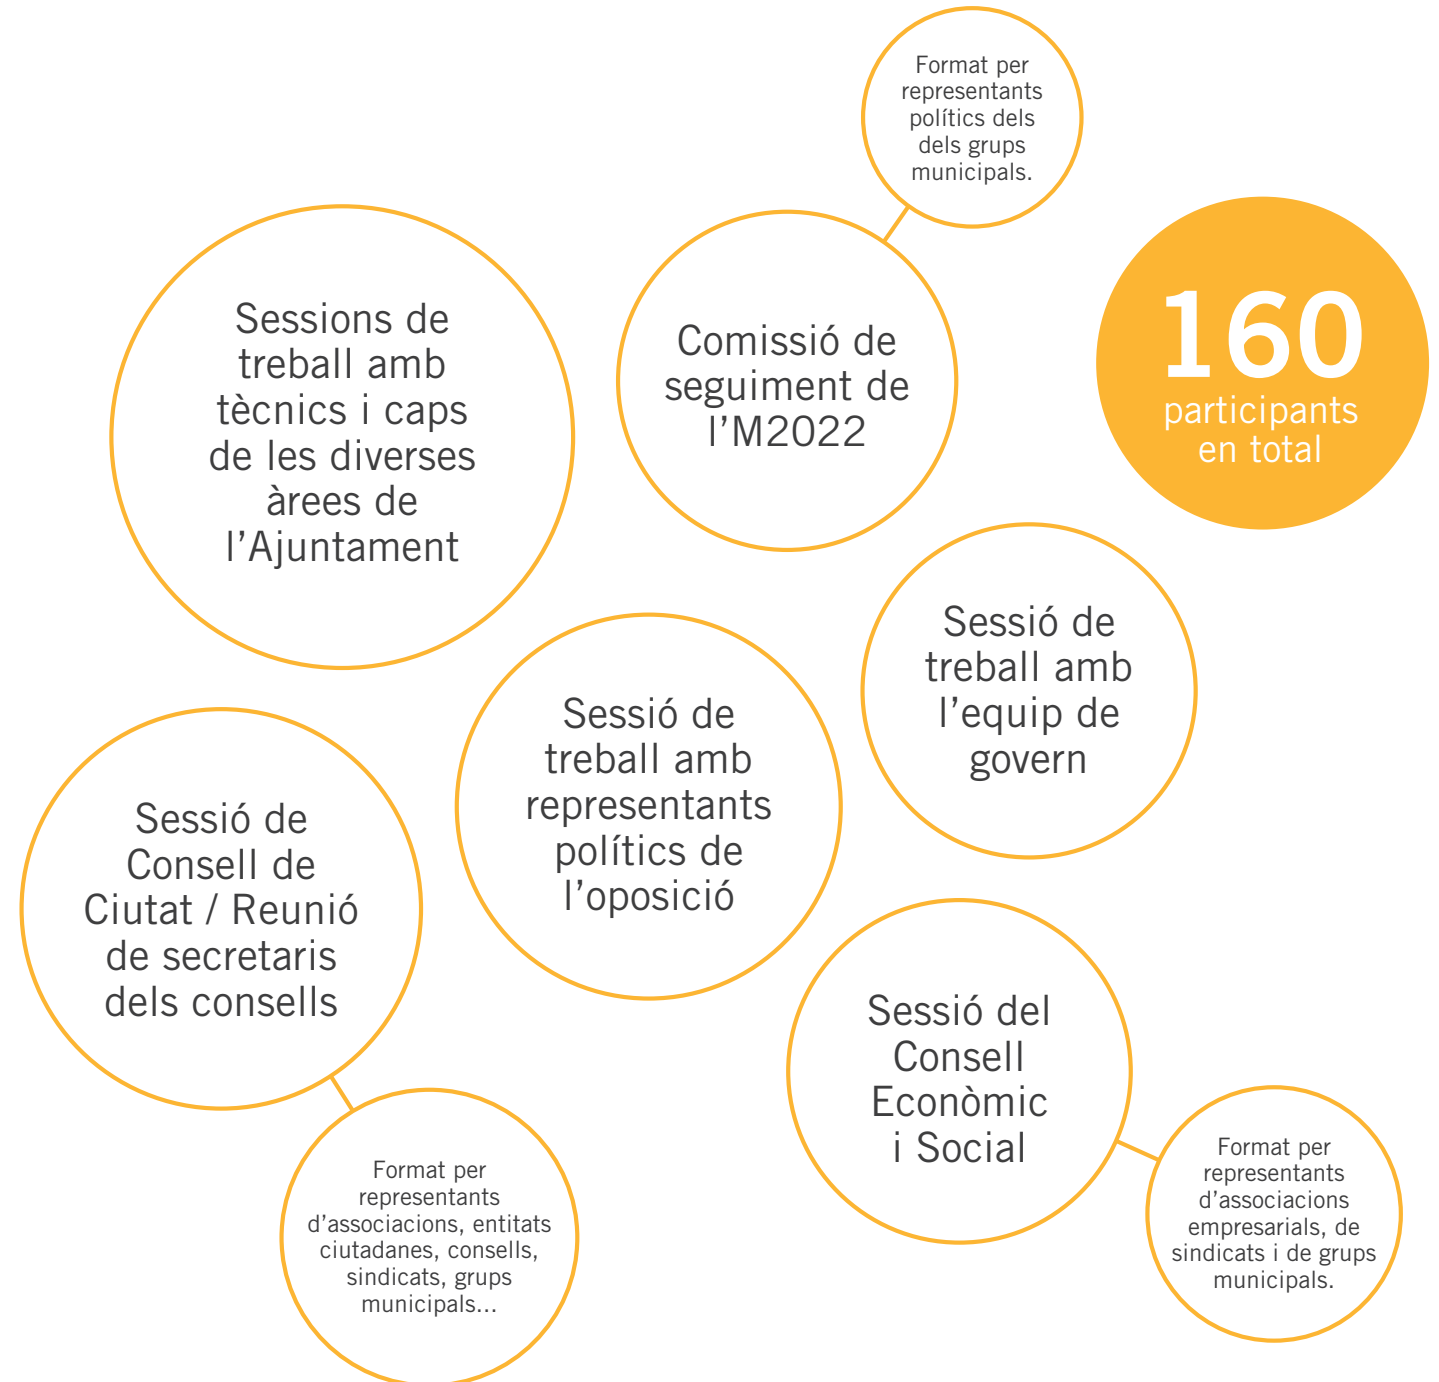 Format per
representants
polítics dels
dels grups
municipals.
Sessions de
treball amb
tècnics i caps
de les diverses
àrees de
l’Ajuntament
Comissió de
seguiment de
l’M2022
160
participants
en total
Sessió de
treball amb
l’equip de
govern
Sessió de
treball amb
representants
polítics de
l’oposició
Sessió de
Consell de
Ciutat / Reunió
de secretaris
dels consells
Sessió del
Consell
Econòmic
i Social
Format per
representants
d’associacions, entitats
ciutadanes, consells,
sindicats, grups
municipals...
Format per
representants
d’associacions
empresarials, de
sindicats i de grups
municipals.